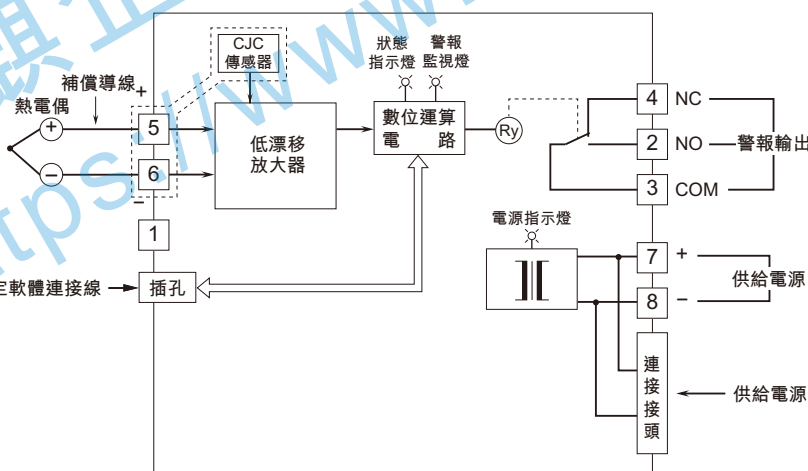 CJC
傳感器
狀態
指示燈
警報
監視燈
補償導線
+
熱電偶
+
5
低漂移
放大器
數位運算
電 路
Ry
4 NC
2 NO
警報輸出
3 COM
−
6
−
1
定軟體連接線
插孔
電源指示燈
7 +
供給電源
8 −
連接接頭
供給電源
https://www.